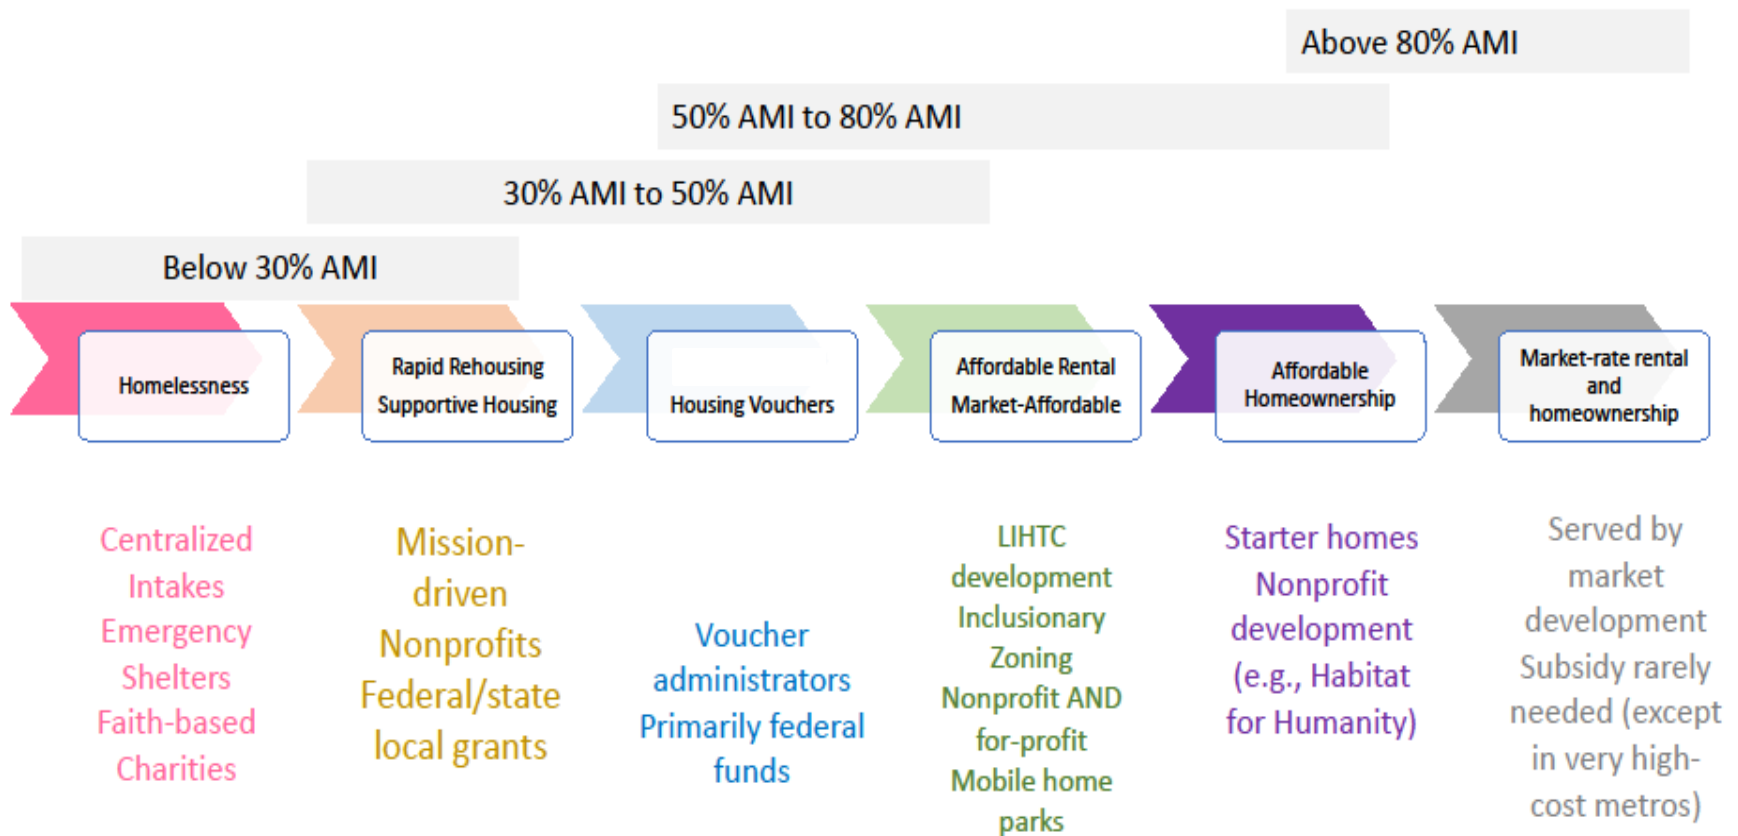 Above 80% AMI
50% AMI to 80% AMI
30% AMI to 50% AMI
Below 30% AMI
Homelessness
Rapid Rehousing
Supportive Housing
Housing Vouchers
Affordable Rental
Market-Affordable
Affordable
Homeownership
Market-rate rental
and
homeownership
Centralized
Intakes
Emergency
Shelters
Faith-based
Charities
Mission-
driven
Nonprofits
Federal/state
local grants
Voucher
administrators
Primarily federal
funds
LIHTC
development
Inclusionary
Zoning
Nonprofit AND
for-profit
Mobile home
parks
Starter homes
Nonprofit
development
(e.g., Habitat
for Humanity)
Served by
market
development
Subsidy rarely
needed (except
in very high-
cost metros)